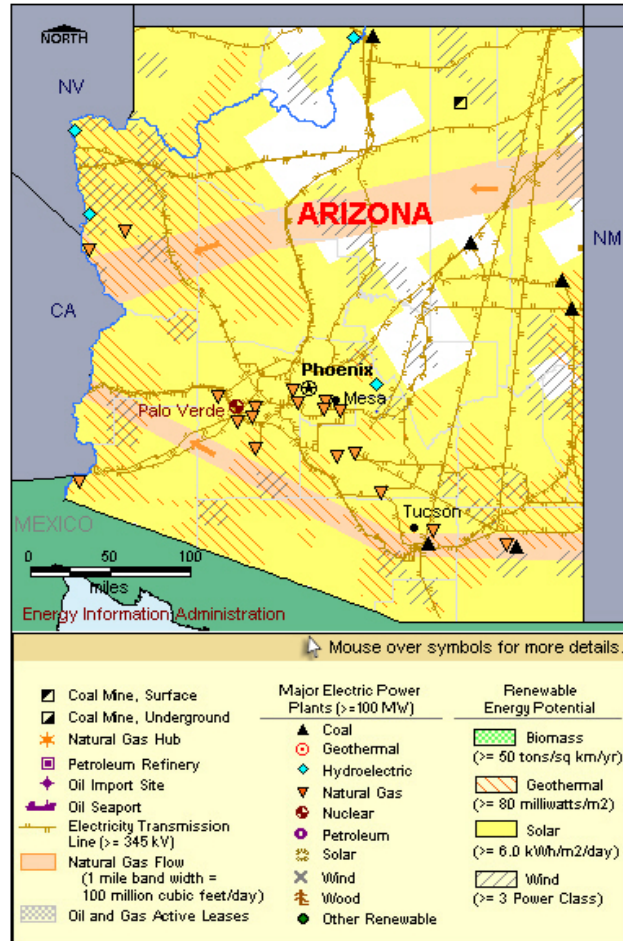 NORTH
NV
ARIZONA
NM
CA
Phoenix
Mesa
Palo Verde
Tucson
MEXICO
0 50 100
miles
Energy Information Administration
Mouse over symbols for more details.
Coal Mine, Surface
Coal Mine, Underground
Natural Gas Hub
Petroleum Refinery
Oil Import Site
Oil Seaport
Electricity Transmission
Line (>= 345 kV)
Natural Gas Flow
(1 mile band width =
100 million cubic feet/day)
Oil and Gas Active Leases
Major Electric Power
Plants (>=100 MW)
Coal
Geothermal
Hydroelectric
Natural Gas
Nuclear
Petroleum
Solar
Wind
Wood
Other Renewable
Renewable
Energy Potential
Biomass
(>= 50 tons/sq km/yr)
Geothermal
(>= 80 milliwatts/m2)
Solar
(>= 6.0 kWh/m2/day)
Wind
(>= 3 Power Class)